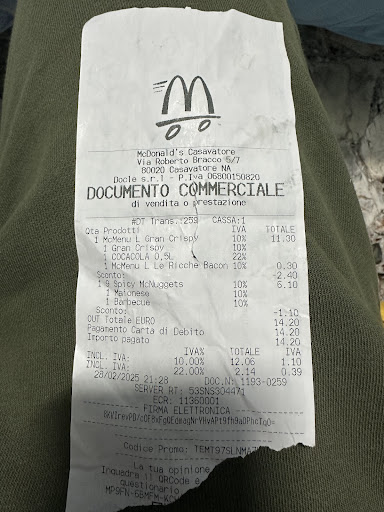 McDonald's Casavatore
Via Roberto Bracco 5/7
80020 Casavatore NA
Docle s.r.l - P.Iva 06800150820
DOCUMENTO COMMERCIALE
di vendita o prestazione
#DT Trans.:259 CASSA:1
Qta Prodotti IVA TOTALE
1 McMenu L Gran Crispy 10% 11.30
1 Gran Crispy 10%
1 COCACOLA 0,5L 22%
1 McMenu L Le Ricche Bacon 10% 0.30
Sconto: -2.40
1 9 Spicy McNuggets 10% 6.10
1 Maionese 10%
1 Barbecue 10%
Sconto: -1.10
OUT Totale EURO 14.20
Pagamento Carta di Debito 14.20
Importo pagato 14.20
IVA% TOTALE IVA
INCL. IVA: 10.00% 12.06 1.10
INCL. IVA: 22.00% 2.14 0.39
28/02/2025 21:28 DOC.N: 1193-0259
SERVER RT: 53SNS304471
ECR: 11360001
FIRMA ELETTRONICA
Codice Promo:
La tua opinione
Inquadra QRCode e
questionario